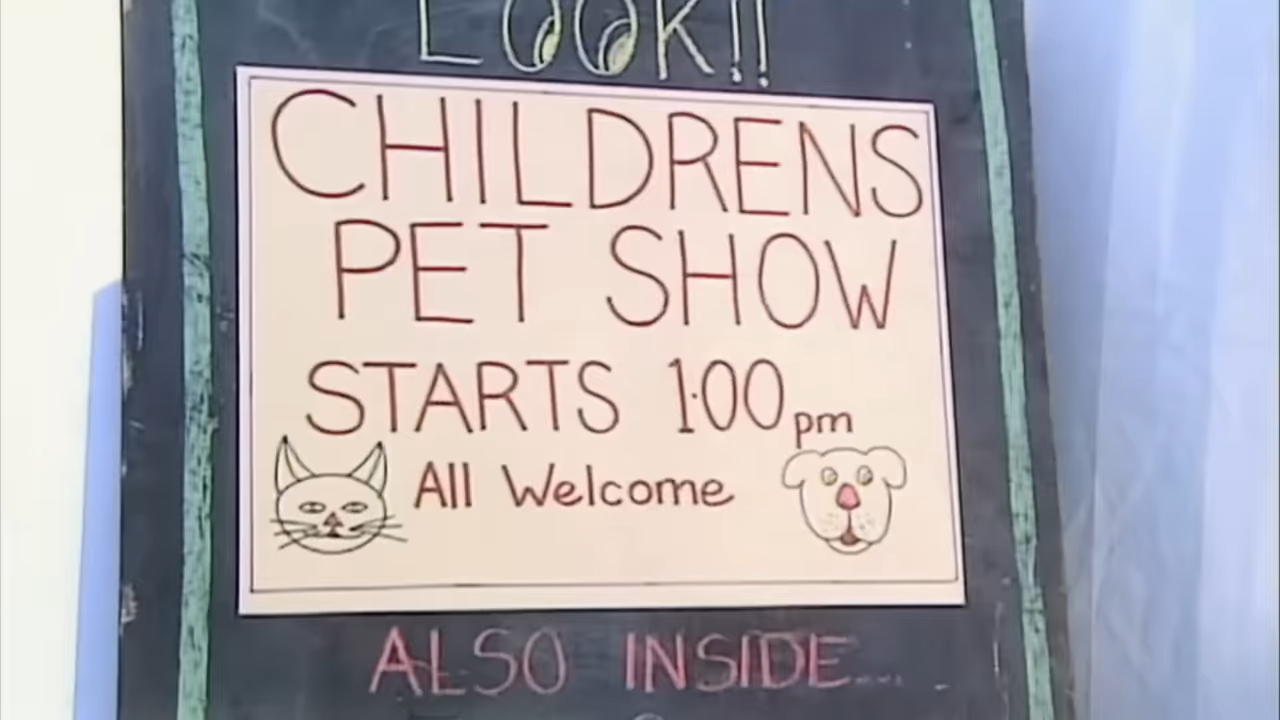 LOOK!!
CHILDRENS
PET SHOW
STARTS 1·00 pm
All Welcome
ALSO INSIDE....